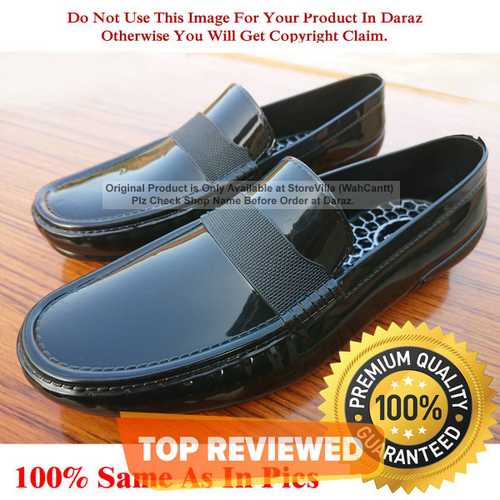 Do Not Use This Image For Your Product In Daraz
Otherwise You Will Get Copyright Claim.
Original Product is Only Available at StoreVilla (WahCantt)
Plz Check Shop Name Before Order at Daraz.
PREMIUM QUALITY
100%
GUARANTEED
TOP REVIEWED
100% Same As In Pics